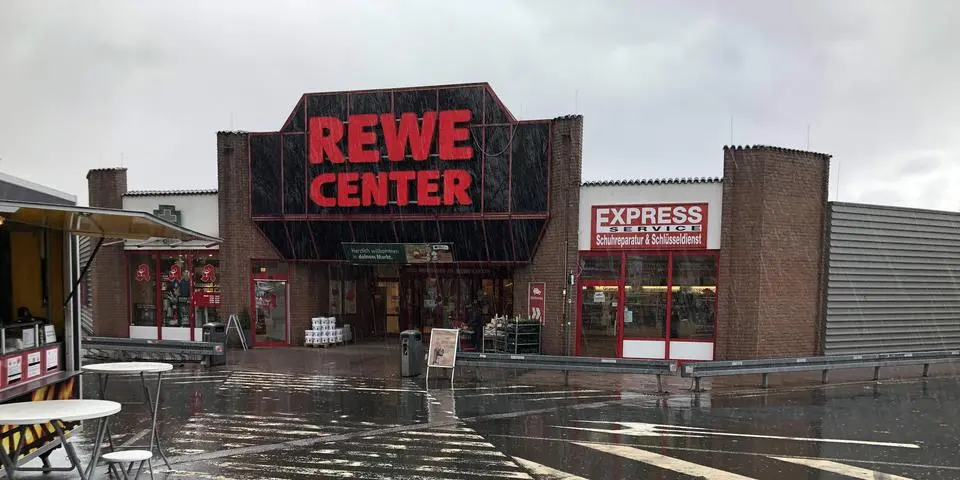 REWE
CENTER
EXPRESS
SERVICE
Schuhreparatur & Schlüsseldienst
Herzlich willkommen
in deinem Markt.